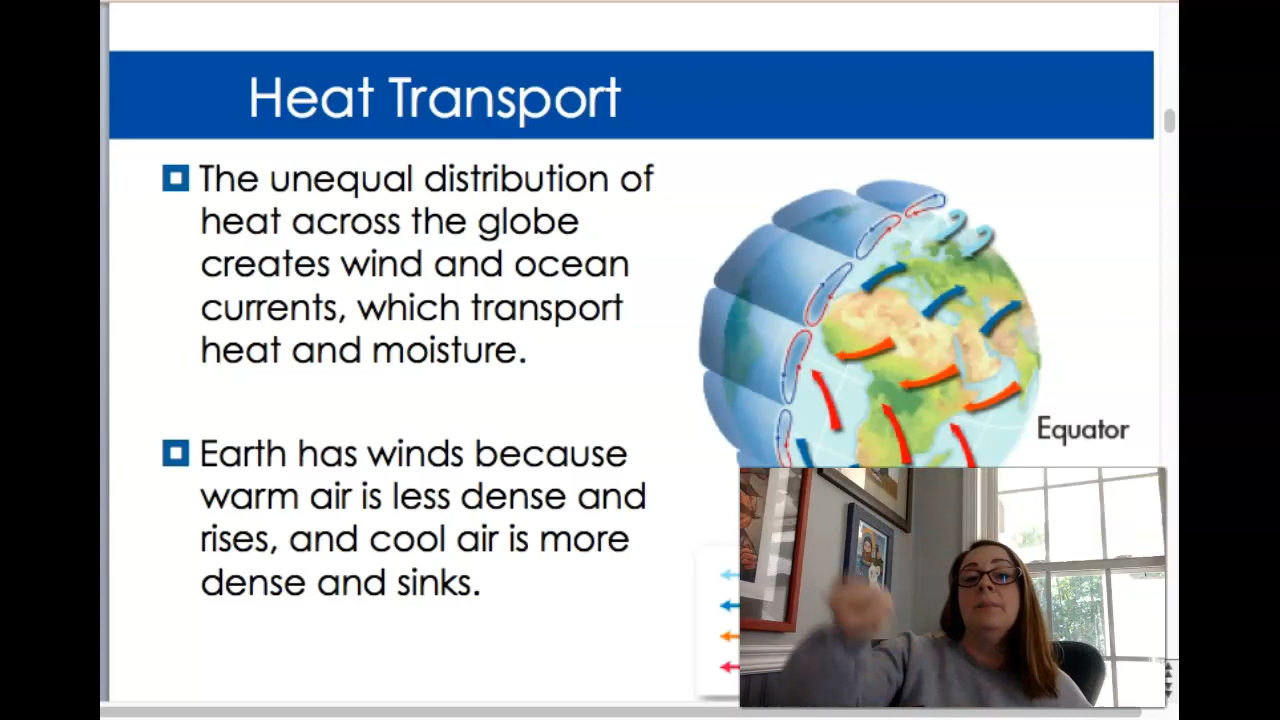 Heat Transport
The unequal distribution of
heat across the globe
creates wind and ocean
currents, which transport
heat and moisture.
Earth has winds because
warm air is less dense and
rises, and cool air is more
dense and sinks.
Equator